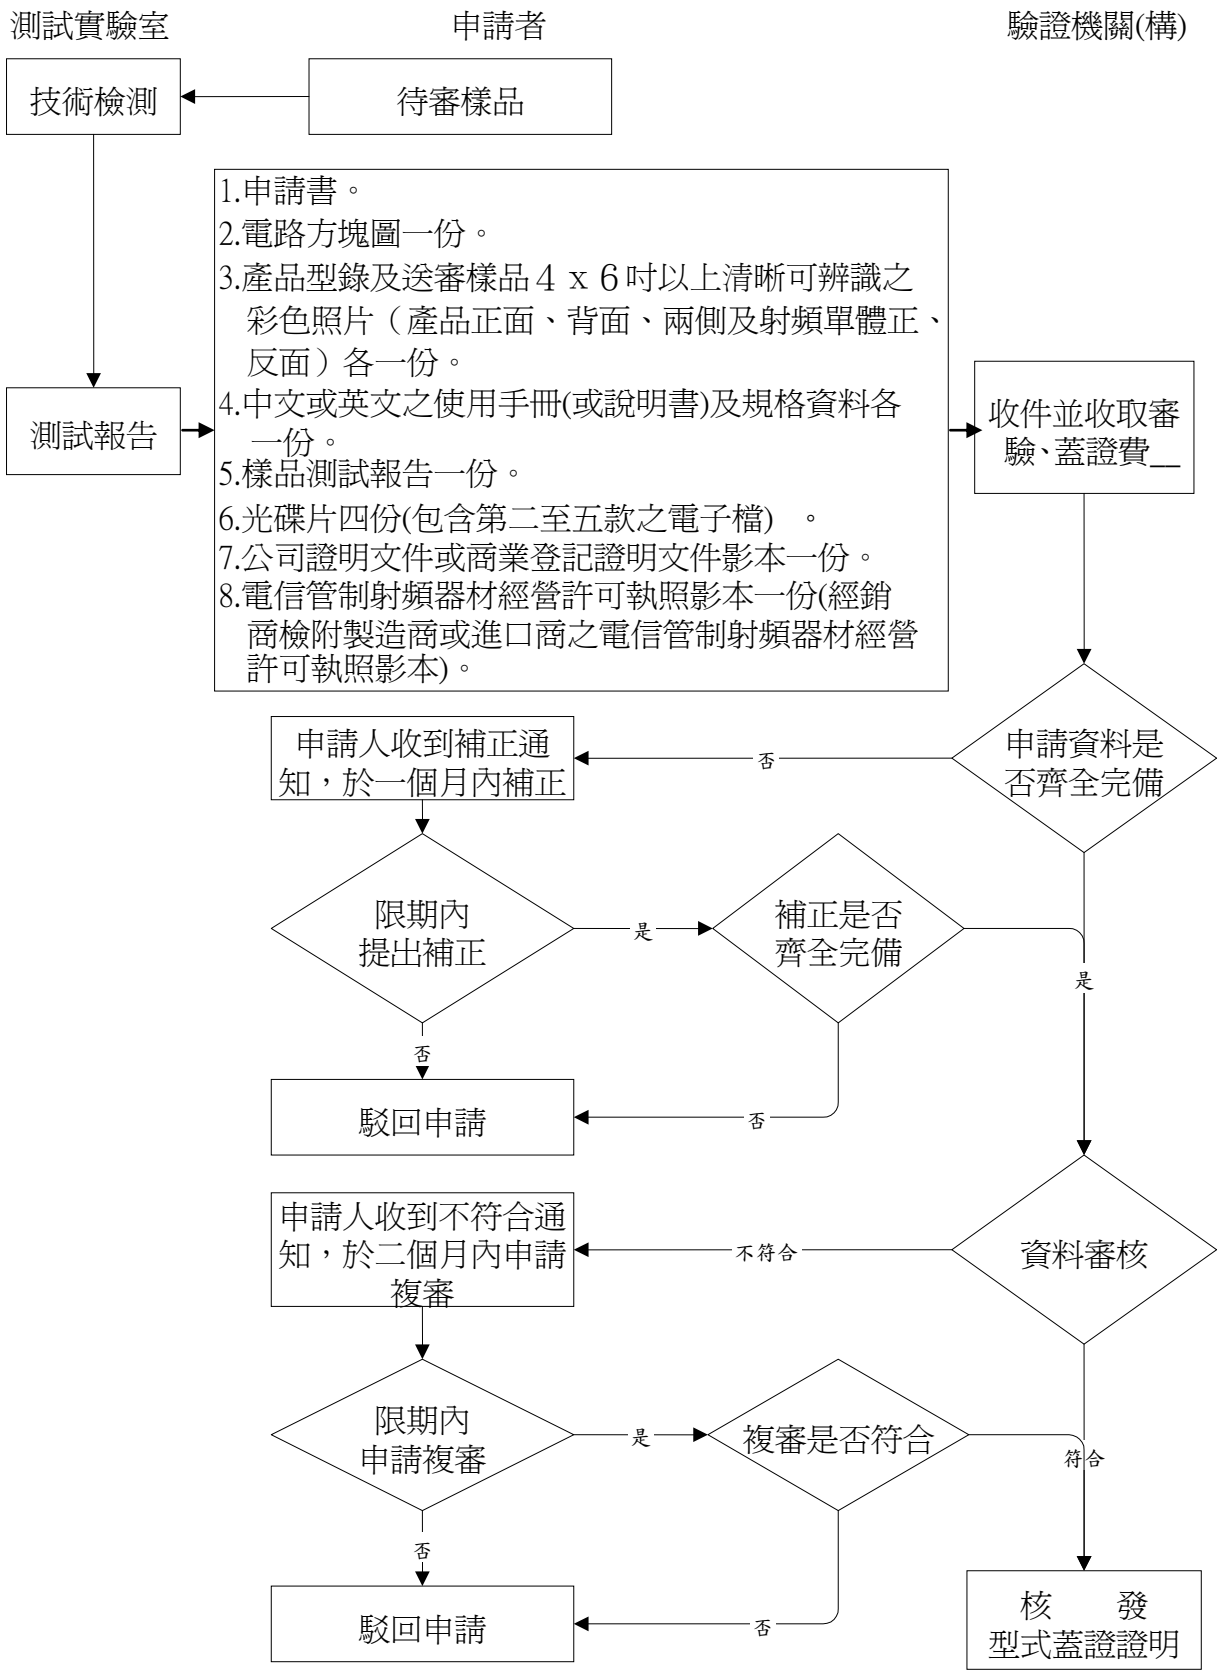 測試實驗室
申請者
驗證機關(構)
技術檢測
待審樣品
1.申請書。
2.電路方塊圖一份。
3.產品型錄及送審樣品４ｘ６吋以上清晰可辨識之
彩色照片（產品正面、背面、兩側及射頻單體正、
反面）各一份。
4.中文或英文之使用手冊(或說明書)及規格資料各
一份。
5.樣品測試報告一份。
6.光碟片四份(包含第二至五款之電子檔) 。
7.公司證明文件或商業登記證明文件影本一份。
8.電信管制射頻器材經營許可執照影本一份(經銷
商檢附製造商或進口商之電信管制射頻器材經營
許可執照影本)。
測試報告
收件並收取審
驗、蓋證費__
申請人收到補正通
知，於一個月內補正
否
申請資料是
否齊全完備
限期內
提出補正
是
補正是否
齊全完備
是
否
駁回申請
否
申請人收到不符合通
知，於二個月內申請
複審
不符合
資料審核
限期內
申請複審
是
複審是否符合
符合
否
駁回申請
否
核　　發
型式蓋證證明